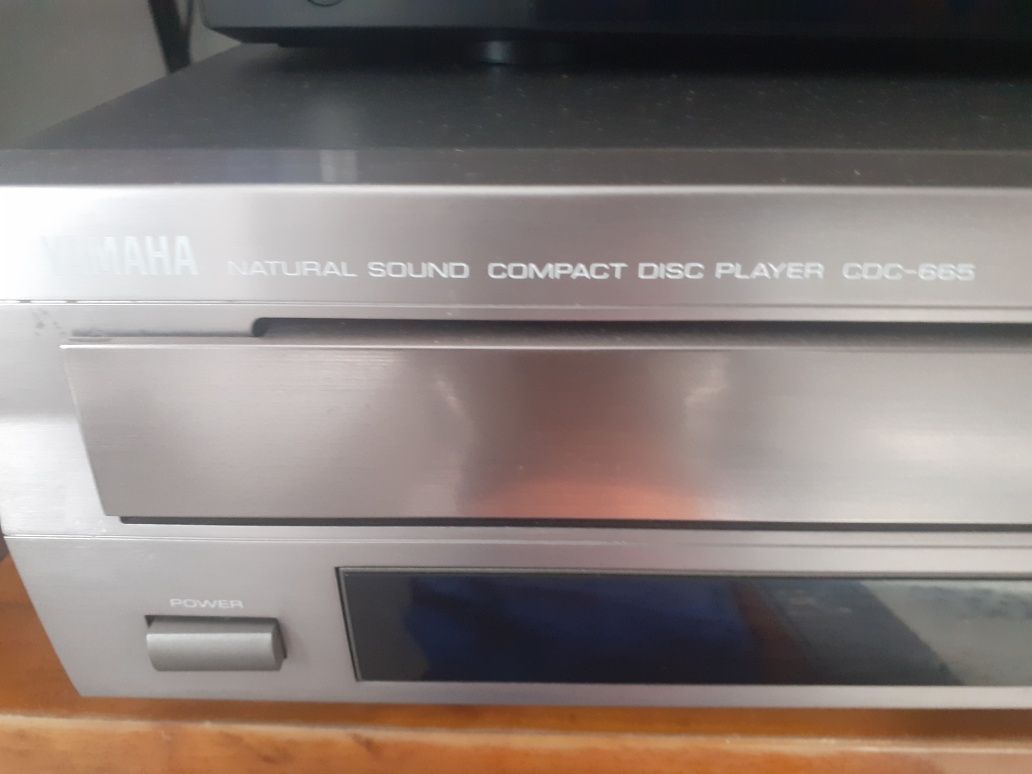 YAMAHA NATURAL SOUND COMPACT DISC PLAYER CDC-665
POWER